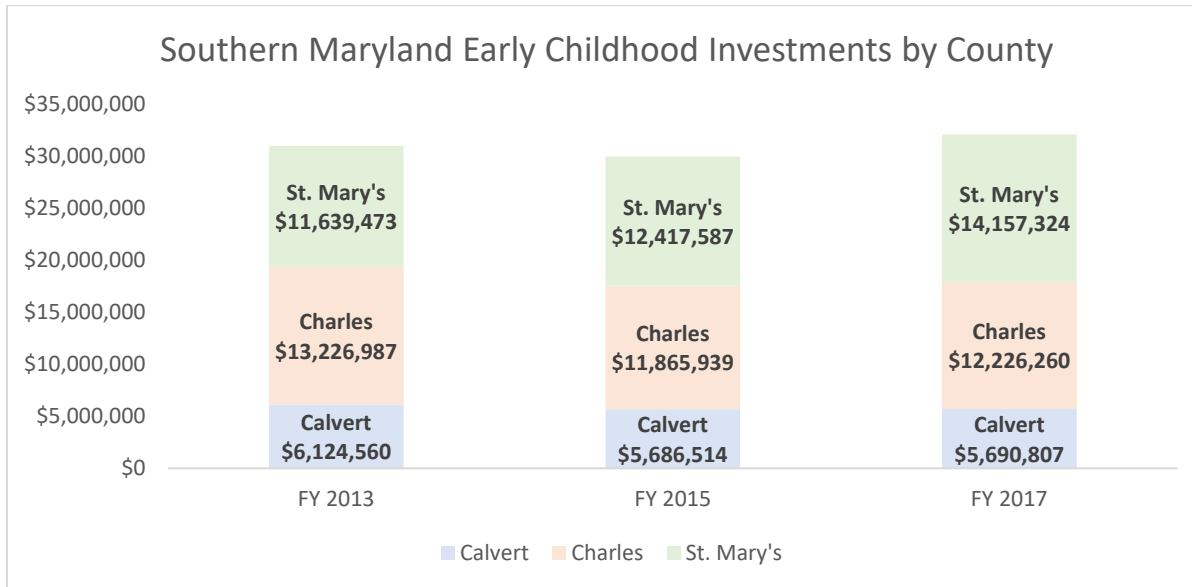 Southern Maryland Early Childhood Investments by County
$35,000,000
$30,000,000
$25,000,000
$20,000,000
$15,000,000
$10,000,000
$5,000,000
$0
St. Mary's
$11,639,473
Charles
$13,226,987
Calvert
$6,124,560
St. Mary's
$12,417,587
Charles
$11,865,939
Calvert
$5,686,514
St. Mary's
$14,157,324
Charles
$12,226,260
Calvert
$5,690,807
FY 2013
FY 2015
FY 2017
Calvert
Charles
St. Mary's